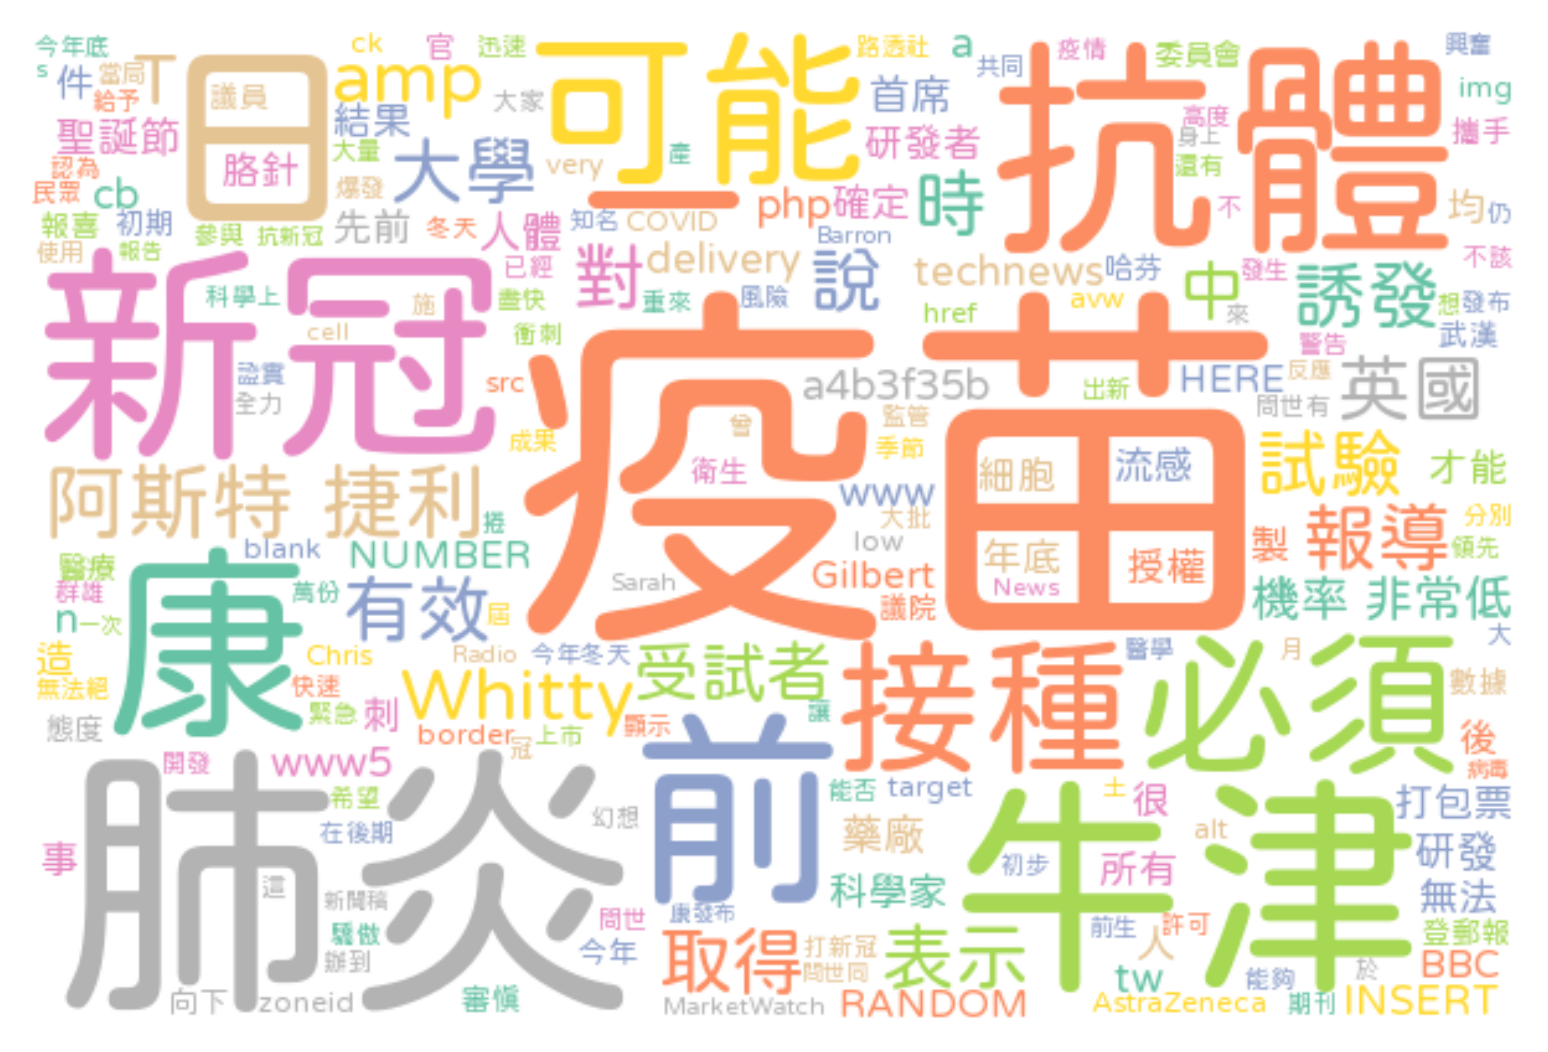 今年底
ck
官
迅速
可能
路透社
a
疫情
委員會
興奮
s
件
當局
T
日
議員
amp
大家
首席
共同
抗體
img
給予
結果
高度
攜手
聖誕節
胳針
大量
大學
very
產
研發者
身上
認為
還有
民眾
cb
爆發
一
php
確定
時
不
均
仍
報喜
初期
參與
抗新冠
先前
冬天
人體
知名
COVID
Barron
使用
報告
新冠
已經
對
delivery
說
technews
哈芬
中
發生
誘發
不該
科學上
施
盡快
重來
風險
avw
想
發布
cell
衝刺
疫苗
href
來
武漢
警告
證實
src
a4b3f35b
出新
HERE
反應
英國
全力
問世有
成果
曾
監管
阿斯特
捷利
季節
試驗
才能
衛生
細胞
流感
www
捲
大批
報導
分別
blank
NUMBER
low
年底
授權
製
領先
醫療
康
Sarah
Gilbert
News
群雄
萬份
有效
屆
議院
機率
非常低
n
一次
大
造
Chris
Radio
今年冬天
受試者
接種
醫學
必須
月
無法絕
快速
Whitty
數據
緊急
刺
讓
態度
border
冠
上市
顯示
前
後
開發
www5
病毒
肺炎
希望
能否
target
土
很
打包票
在後期
幻想
藥廠
牛津
alt
事
初步
所有
研發
這
新聞稿
科學家
無法
問世
康發布
驕傲
今年
取得
打新冠
表示
前生
許可
人
登郵報
辦到
問世同
tw
能夠
於
BBC
向下
zoneid
審慎
MarketWatch
RANDOM
AstraZeneca
期刊
INSERT